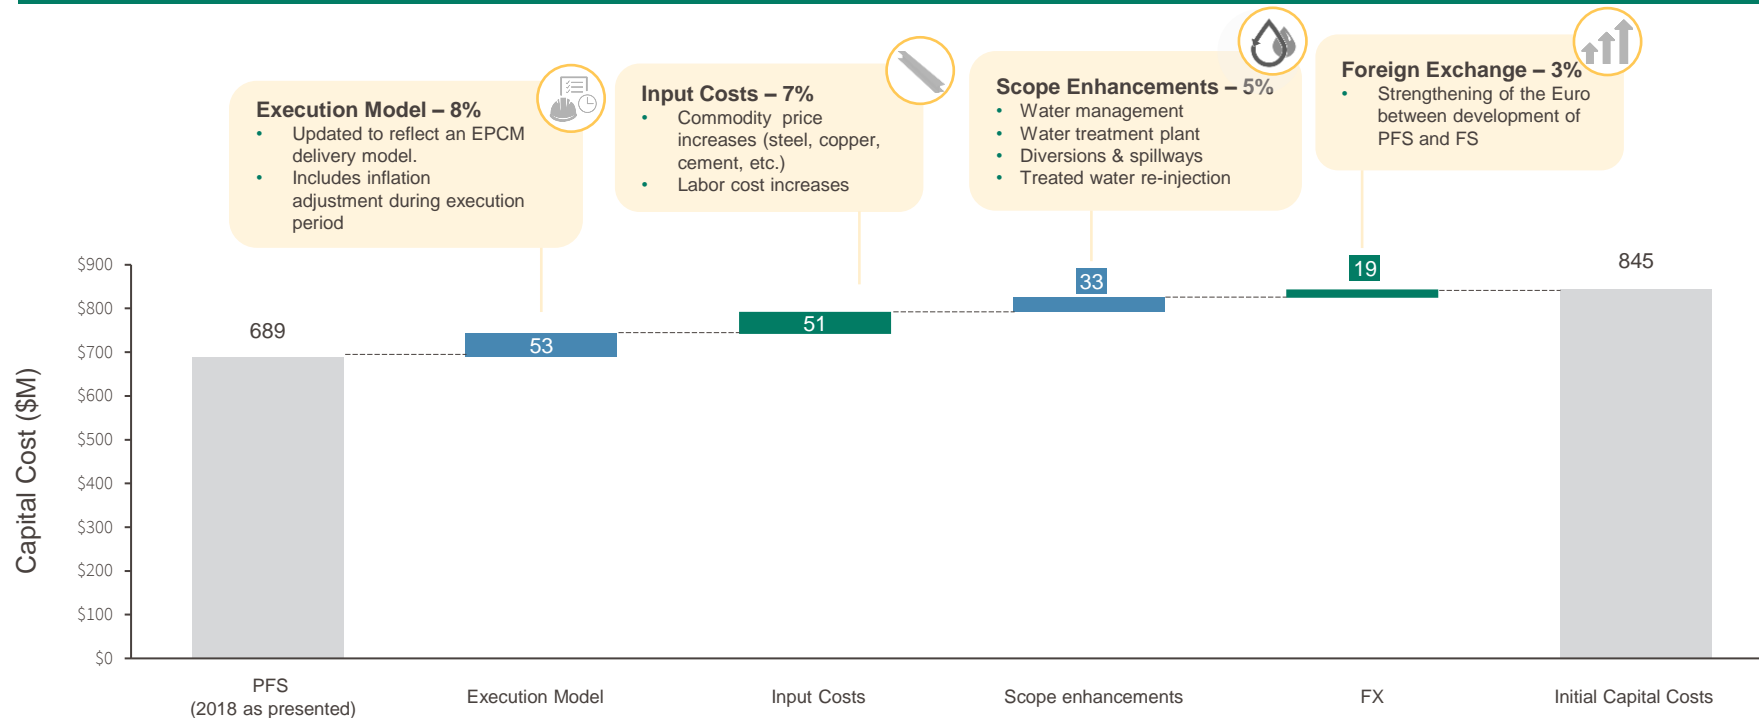 Execution Model – 8%
• Updated to reflect an EPCM
delivery model.
• Includes inflation
adjustment during execution
period
Input Costs – 7%
• Commodity price
increases (steel, copper,
cement, etc.)
• Labor cost increases
Scope Enhancements – 5%
• Water management
• Water treatment plant
• Diversions & spillways
• Treated water re-injection
Foreign Exchange – 3%
• Strengthening of the Euro
between development of
PFS and FS
Capital Cost ($M)
$900
$800
$700
$600
$500
$400
$300
$200
$100
$0
689
53
51
33
19
845
PFS
(2018 as presented)
Execution Model
Input Costs
Scope enhancements
FX
Initial Capital Costs